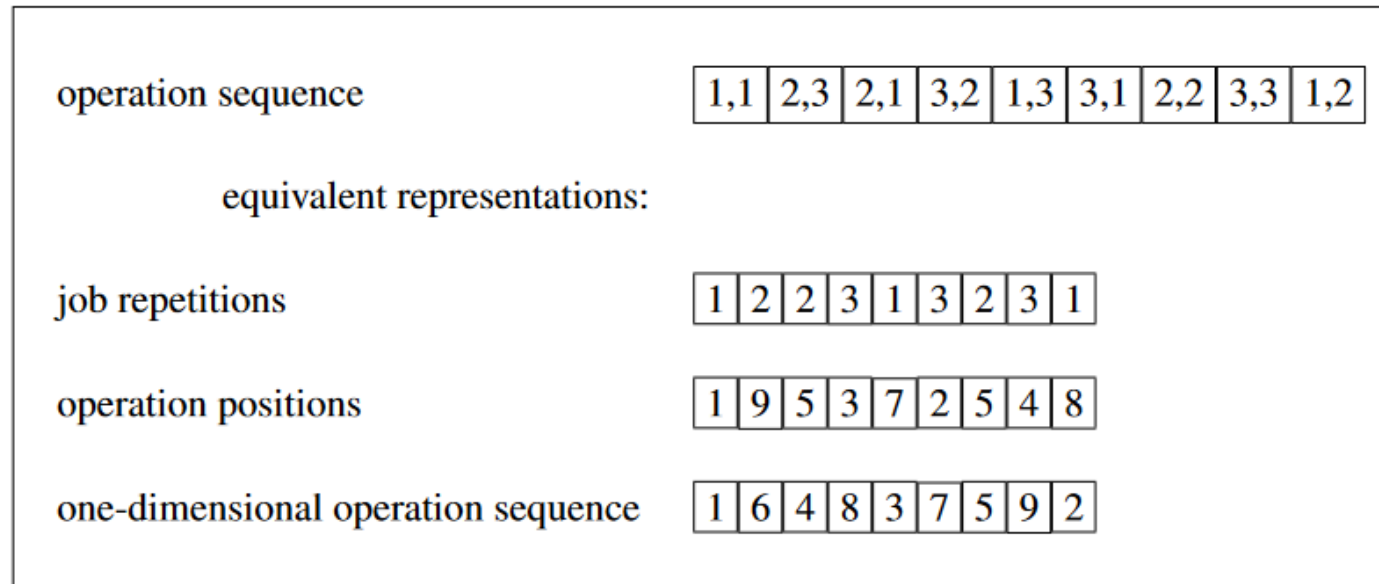 operation sequence 1,1 2,3 2,1 3,2 1,3 3,1 2,2 3,3 1,2
equivalent representations:
job repetitions 1 2 2 3 1 3 2 3 1
operation positions 1 9 5 3 7 2 5 4 8
one-dimensional operation sequence 1 6 4 8 3 7 5 9 2